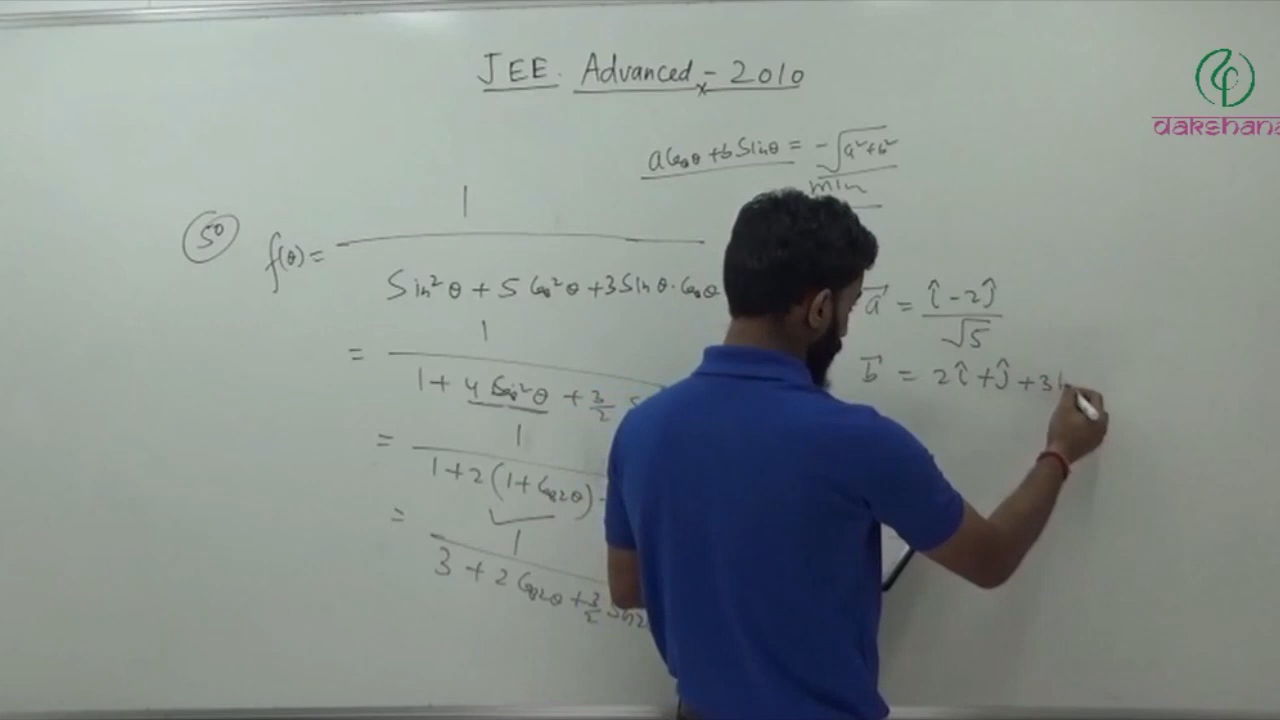 JEE. Advanced - 2010
dakshana
a Cosθ + b Sinθ = -√a²+b²
min
50
f(θ) = 1
Sin²θ + 5 Cos²θ + 3 Sinθ. Cosθ
= 1
1 + 4 Cos²θ + 3/2 S
= 1
1 + 2 (1 + Cos2θ)
= 1
3 + 2 Cos2θ + 3/2 Sin2
a⃗ = î - 2ĵ
√5
b⃗ = 2î + ĵ + 3